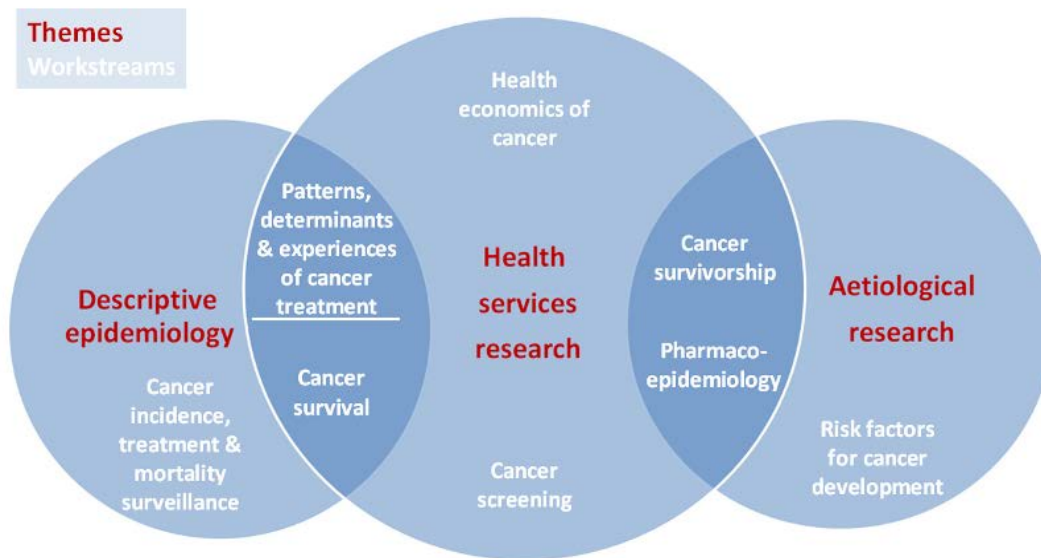 Themes
Workstreams
Health
economics of
cancer
Patterns,
determinants
& experiences
of cancer
treatment
Cancer
survival
Descriptive
epidemiology
Cancer
incidence,
treatment &
mortality
surveillance
Health
services
research
Cancer
screening
Cancer
survivorship
Pharmaco-
epidemiology
Aetiological
research
Risk factors
for cancer
development